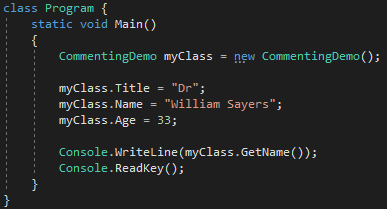 class Program {
    static void Main()
    {
        CommentingDemo myClass = new CommentingDemo();

        myClass.Title = "Dr";
        myClass.Name = "William Sayers";
        myClass.Age = 33;

        Console.WriteLine(myClass.GetName());
        Console.ReadKey();
    }
}